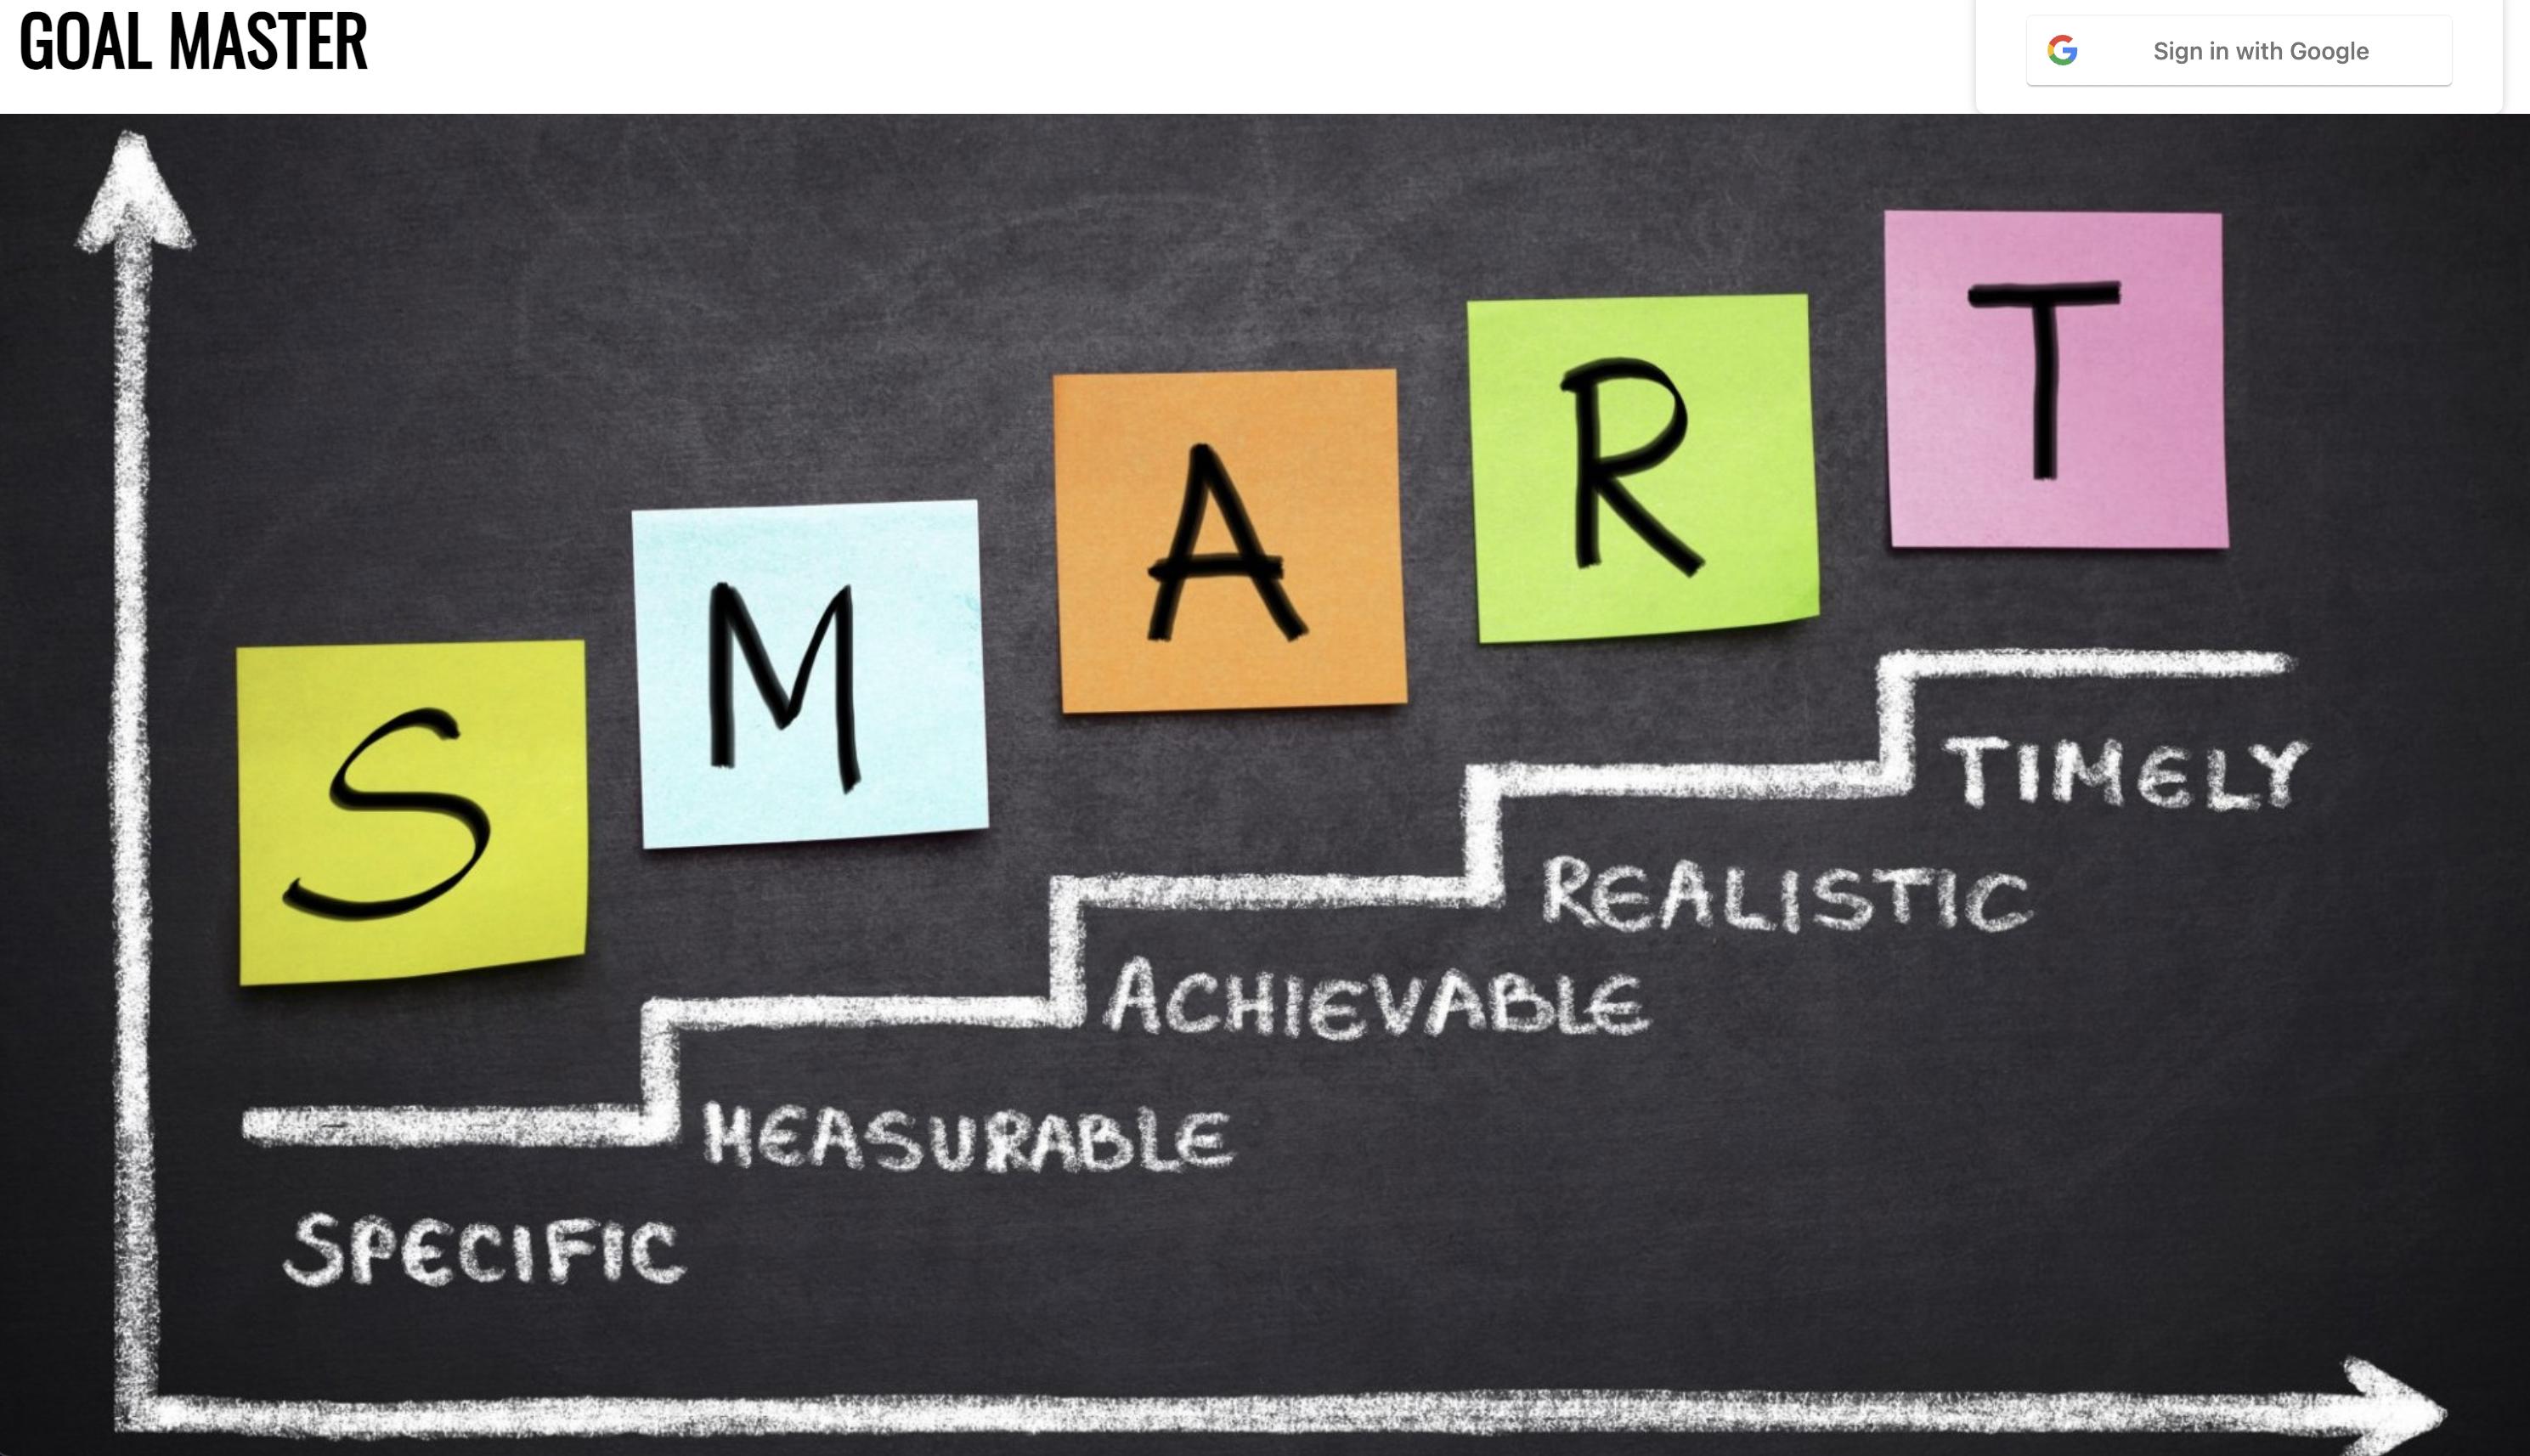 GOAL MASTER
Sign in with Google
S
M
A
R
T
SPECIFIC
MEASURABLE
ACHIEVABLE
REALISTIC
TIMELY